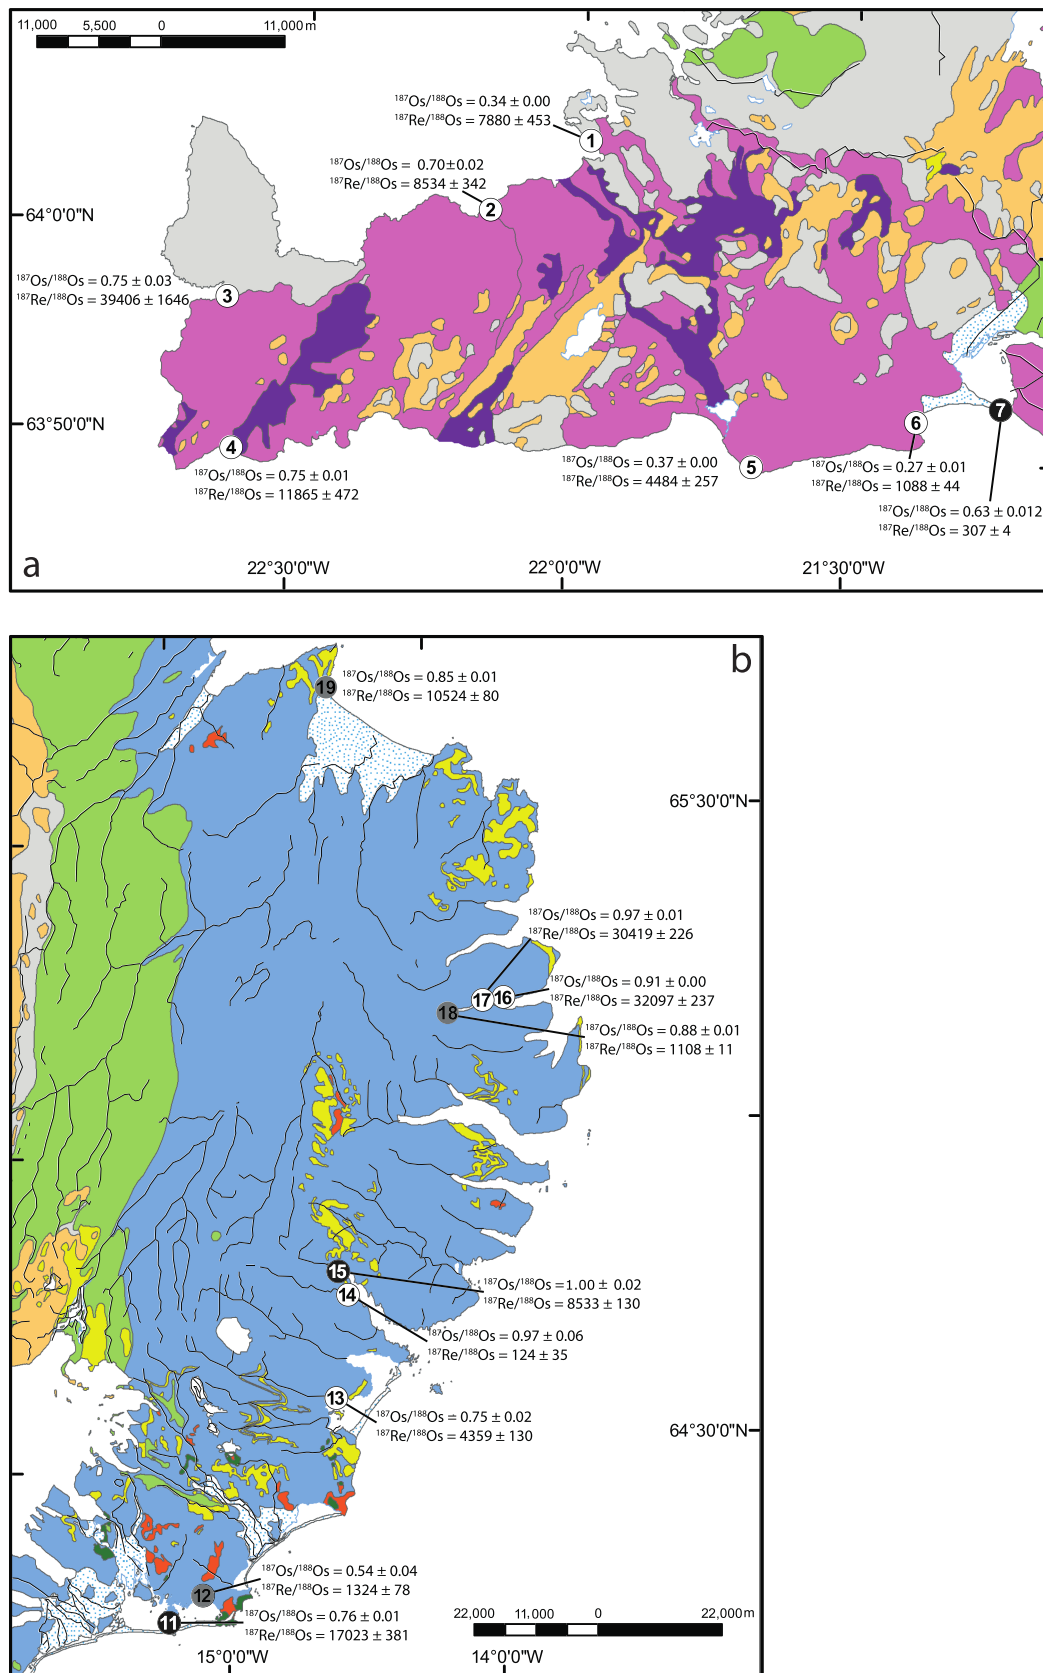 11,000 5,500 0 11,000 m
187Os/188Os = 0.34 ± 0.00
187Re/188Os = 7880 ± 453
1
187Os/188Os = 0.70±0.02
187Re/188Os = 8534 ± 342
2
64°0'0"N
187Os/188Os = 0.75 ± 0.03
187Re/188Os = 39406 ± 1646
3
63°50'0"N
4
187Os/188Os = 0.75 ± 0.01
187Re/188Os = 11865 ± 472
187Os/188Os = 0.37 ± 0.00
187Re/188Os = 4484 ± 257
5
6
187Os/188Os = 0.27 ± 0.01
187Re/188Os = 1088 ± 44
7
187Os/188Os = 0.63 ± 0.012
187Re/188Os = 307 ± 4
a
22°30'0"W 22°0'0"W 21°30'0"W
b
19
187Os/188Os = 0.85 ± 0.01
187Re/188Os = 10524 ± 80
65°30'0"N
187Os/188Os = 0.97 ± 0.01
187Re/188Os = 30419 ± 226
17 16
187Os/188Os = 0.91 ± 0.00
187Re/188Os = 32097 ± 237
18
187Os/188Os = 0.88 ± 0.01
187Re/188Os = 1108 ± 11
15
187Os/188Os =1.00 ± 0.02
187Re/188Os = 8533 ± 130
14
187Os/188Os = 0.97 ± 0.06
187Re/188Os = 124 ± 35
13
187Os/188Os = 0.75 ± 0.02
187Re/188Os = 4359 ± 130
64°30'0"N
187Os/188Os = 0.54 ± 0.04
187Re/188Os = 1324 ± 78
12
11
187Os/188Os = 0.76 ± 0.01
187Re/188Os = 17023 ± 381
22,000 11,000 0 22,000 m
15°0'0"W 14°0'0"W